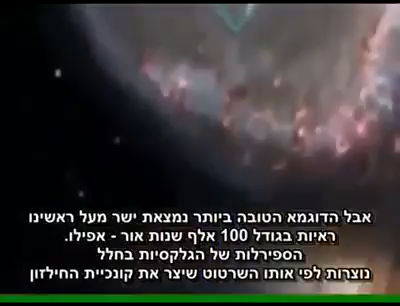 אבל הדוגמא הטובה ביותר נמצאת ישר מעל ראשינו
ראיות בגודל 100 אלף שנות אור - אפילו.
הספירלות של הגלקסיות בחלל
נוצרות לפי אותו השרטוט שיצר את קונכיית החילזון